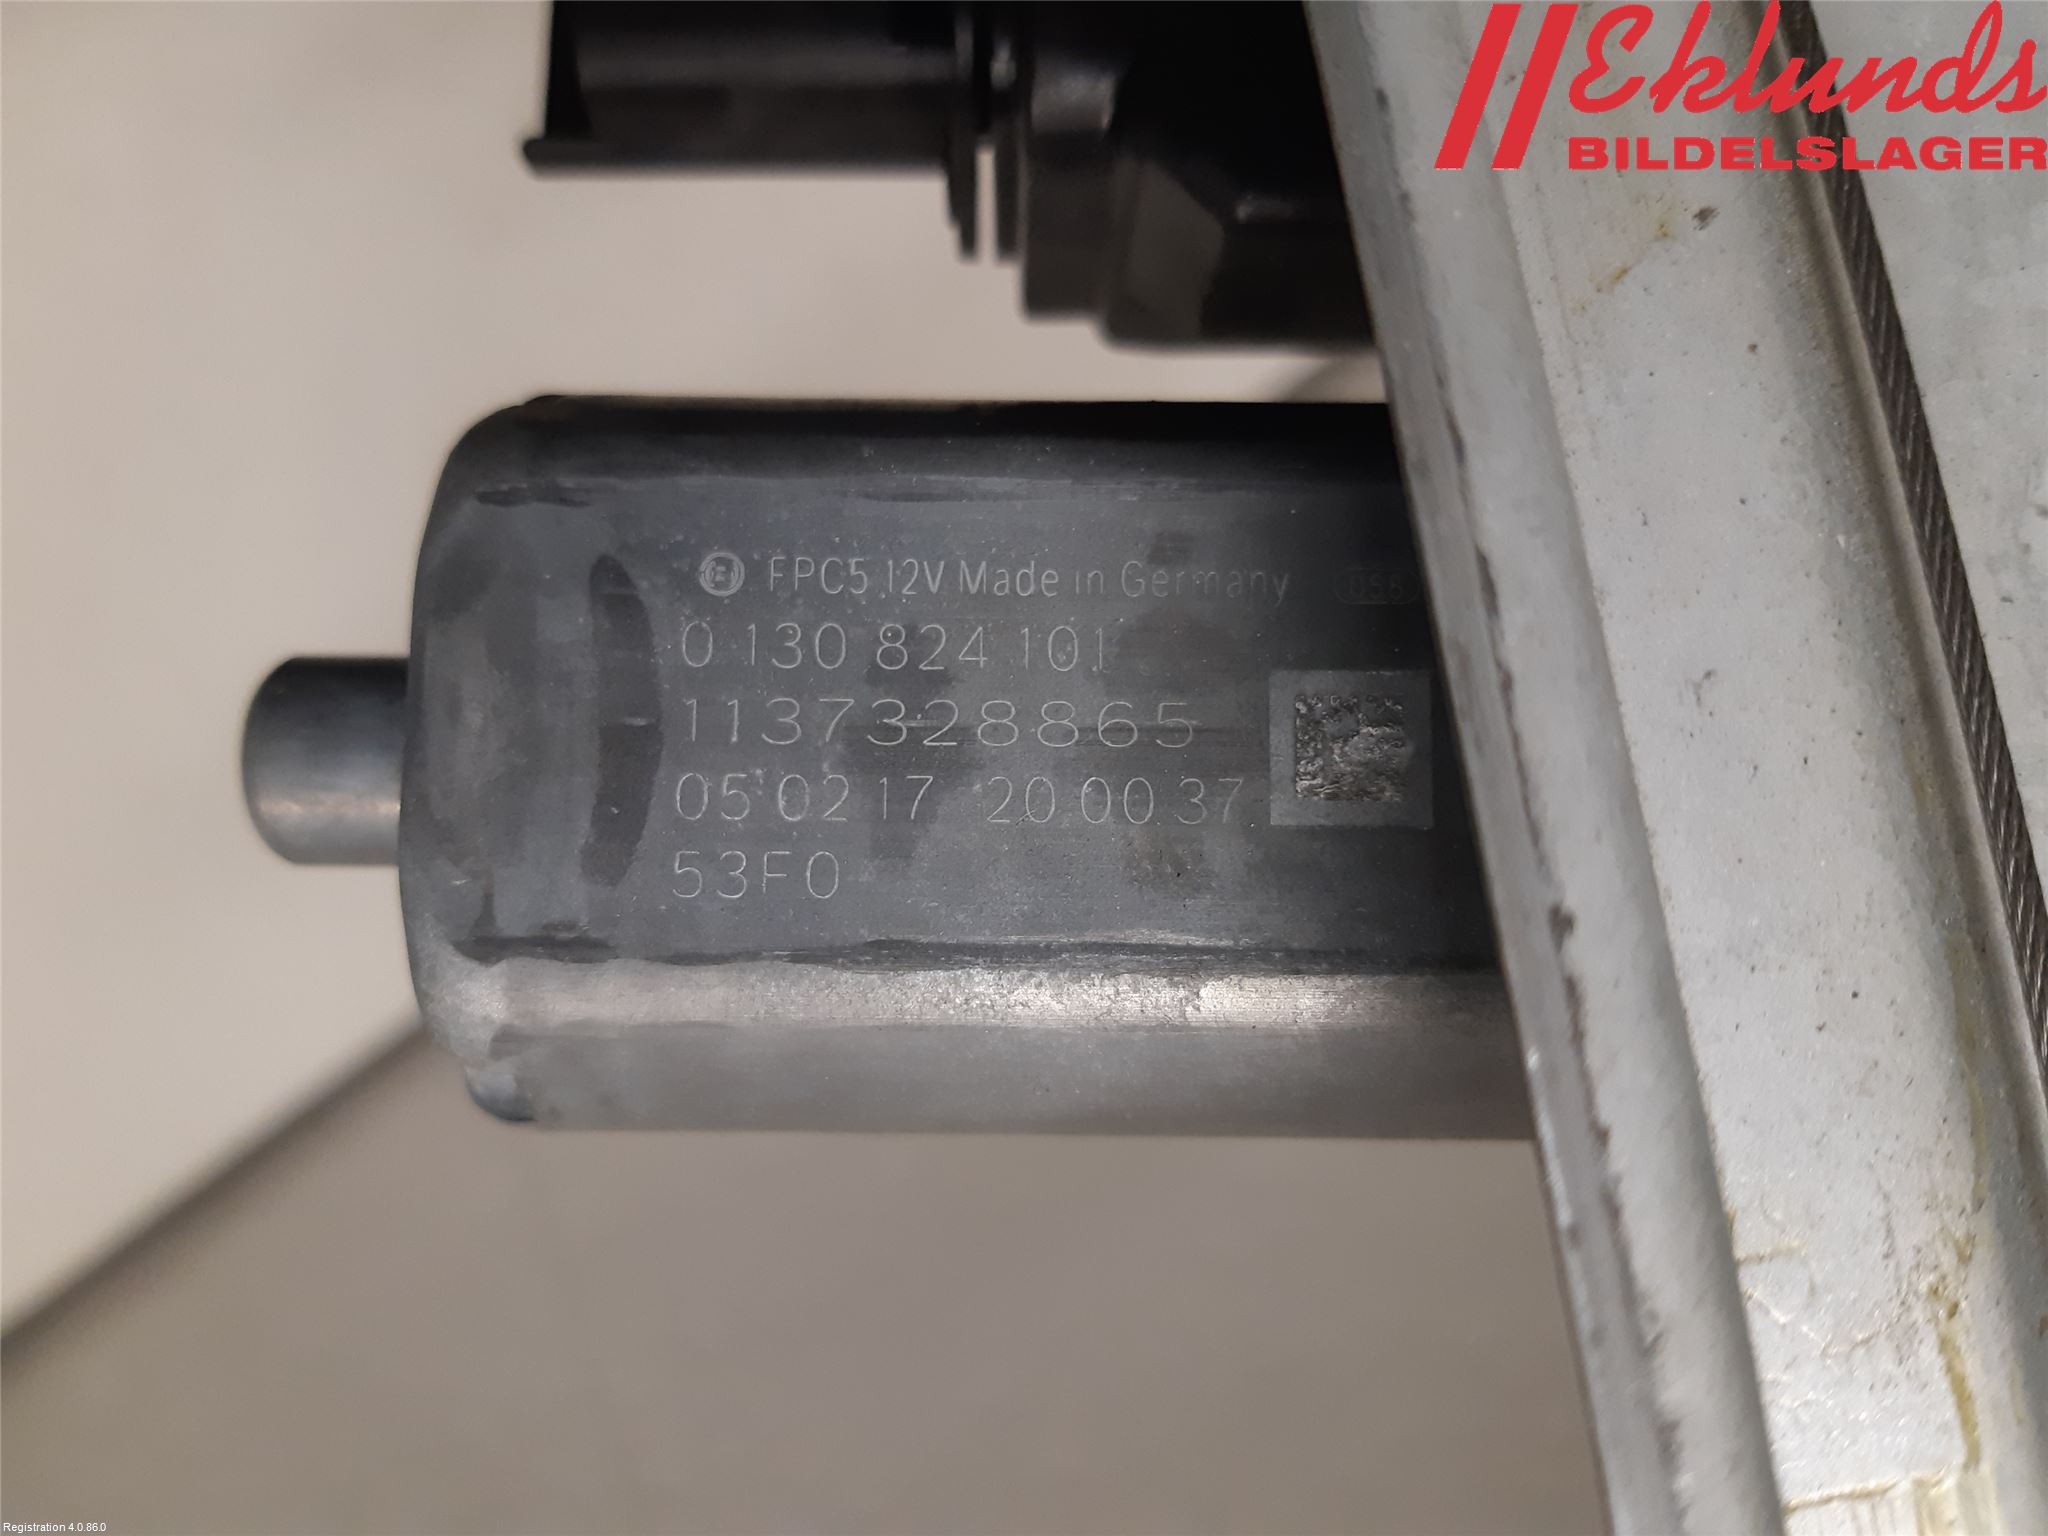 Eklunds
BILDELSLAGER
FPC5 12V Made in Germany 056
0 130 824 101
1137328865
05 02 17 20 00 37
53F0
Registration 4.0.86.0